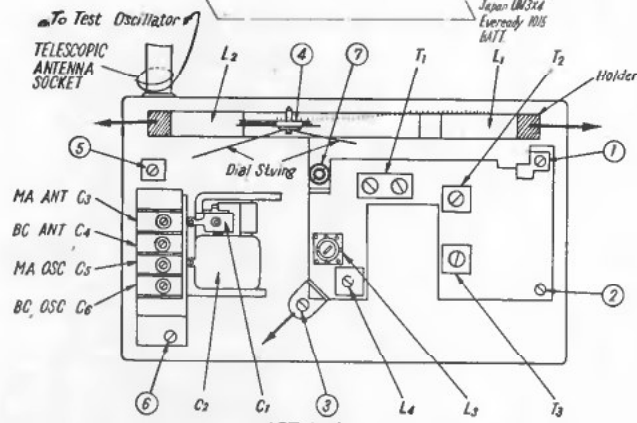 To Test Oscillator
Japan UM3x4
Eveready 1015
BATT.
TELESCOPIC
ANTENNA
SOCKET
L2
4
7
T1
L1
T2
Holder
5
Dial String
1
MA ANT C3
BC ANT C4
MA OSC C5
BC OSC C6
2
6
C2
C1
3
L4
L3
T3